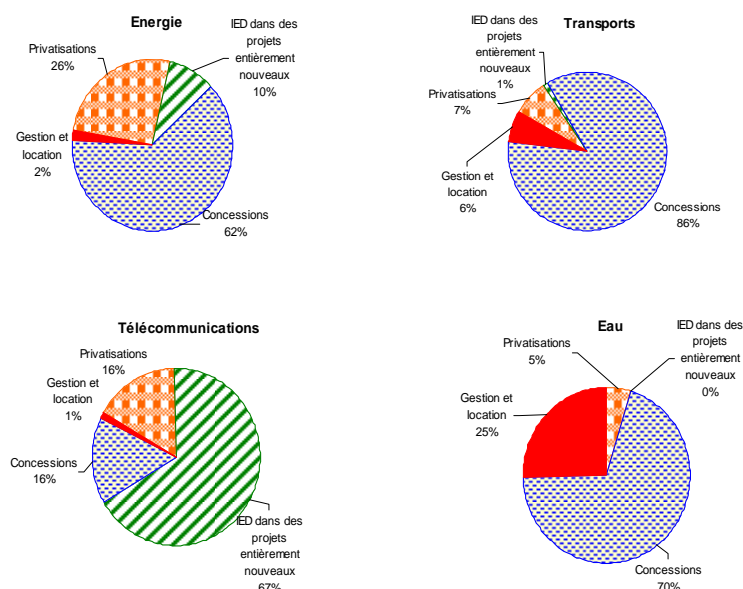 Energie
IED dans des
projets
entièrement
nouveaux
10%
Privatisations
26%
Gestion et
location
2%
Concessions
62%
Transports
IED dans des
projets
entièrement
nouveaux
1%
Privatisations
7%
Gestion et
location
6%
Concessions
86%
Télécommunications
Privatisations
16%
Gestion et
location
1%
Concessions
16%
IED dans des
projets
entièrement
nouveaux
67%
Eau
IED dans des
projets
entièrement
nouveaux
0%
Privatisations
5%
Gestion et
location
25%
Concessions
70%